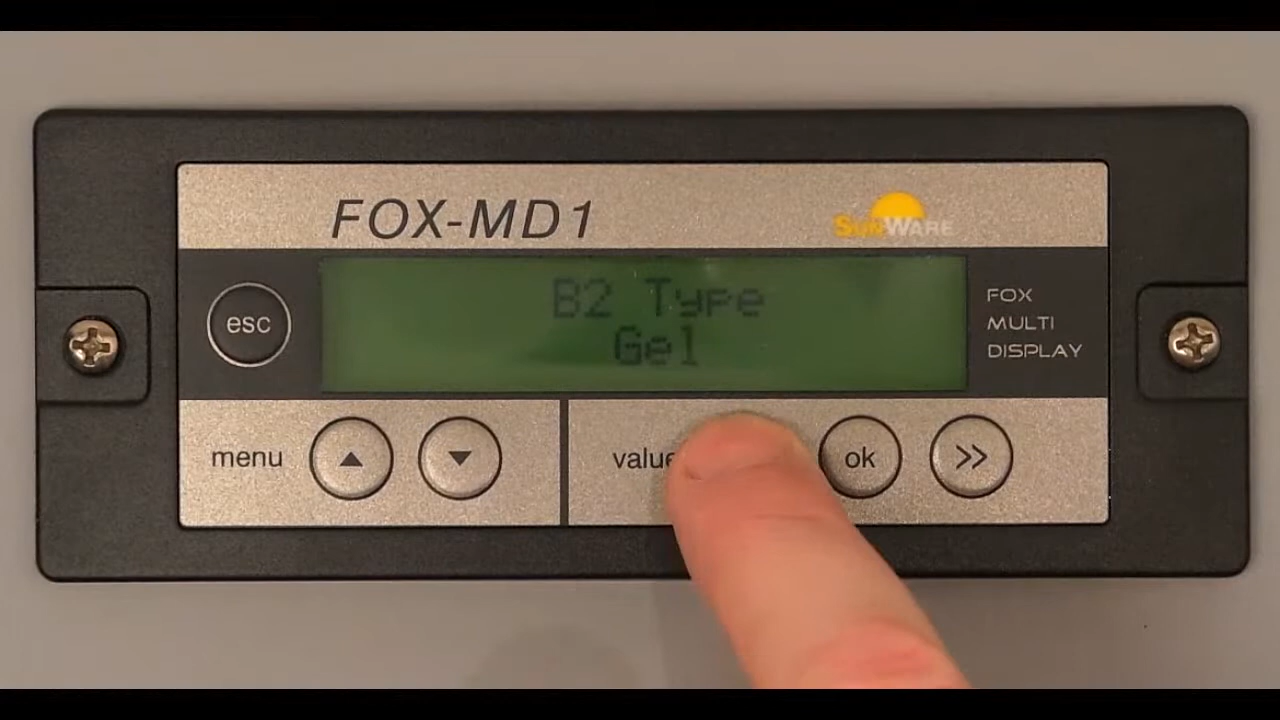 FOX-MD1
SUNWARE
esc
B2 Type
Gel
FOX
MULTI
DISPLAY
menu
value
ok
>>